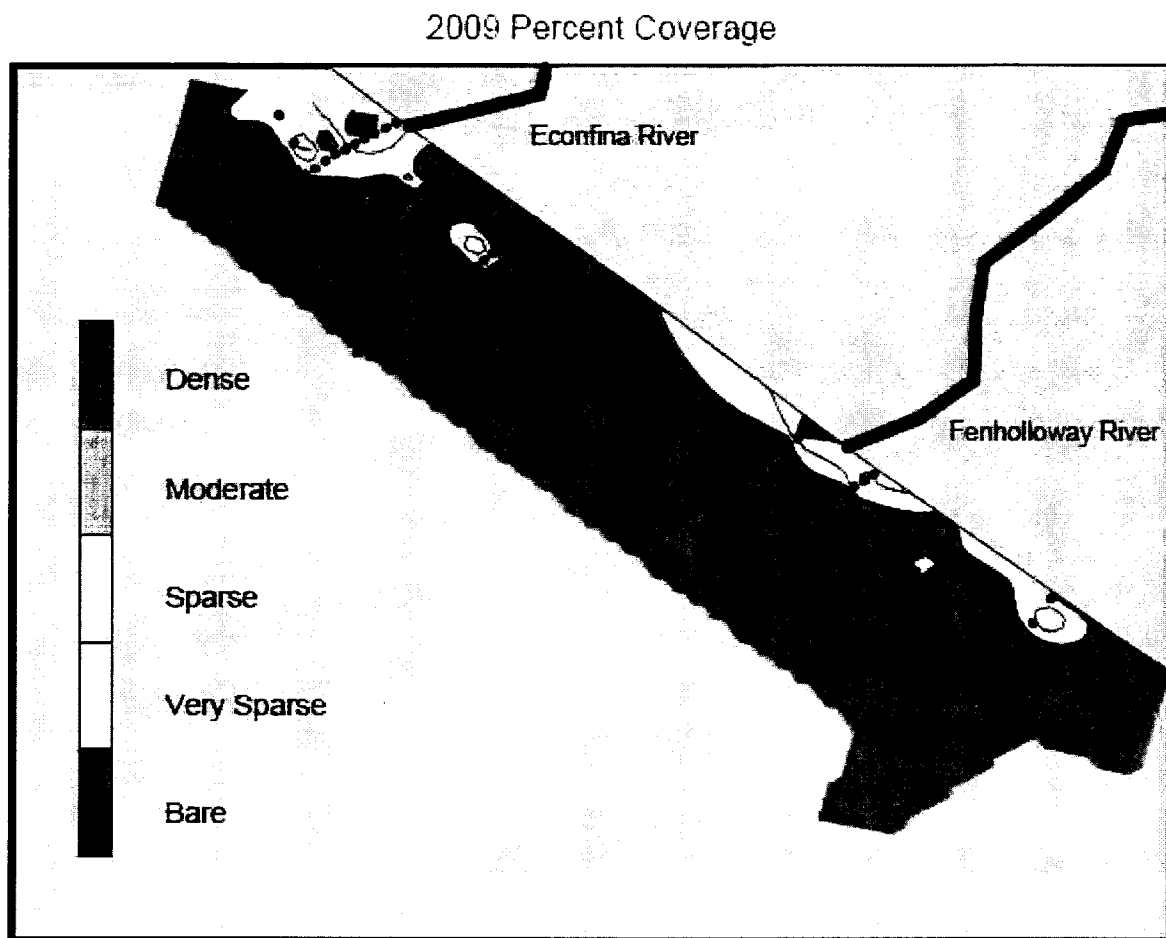 2009 Percent Coverage
Econfina River
Fenholloway River
Dense
Moderate
Sparse
Very Sparse
Bare